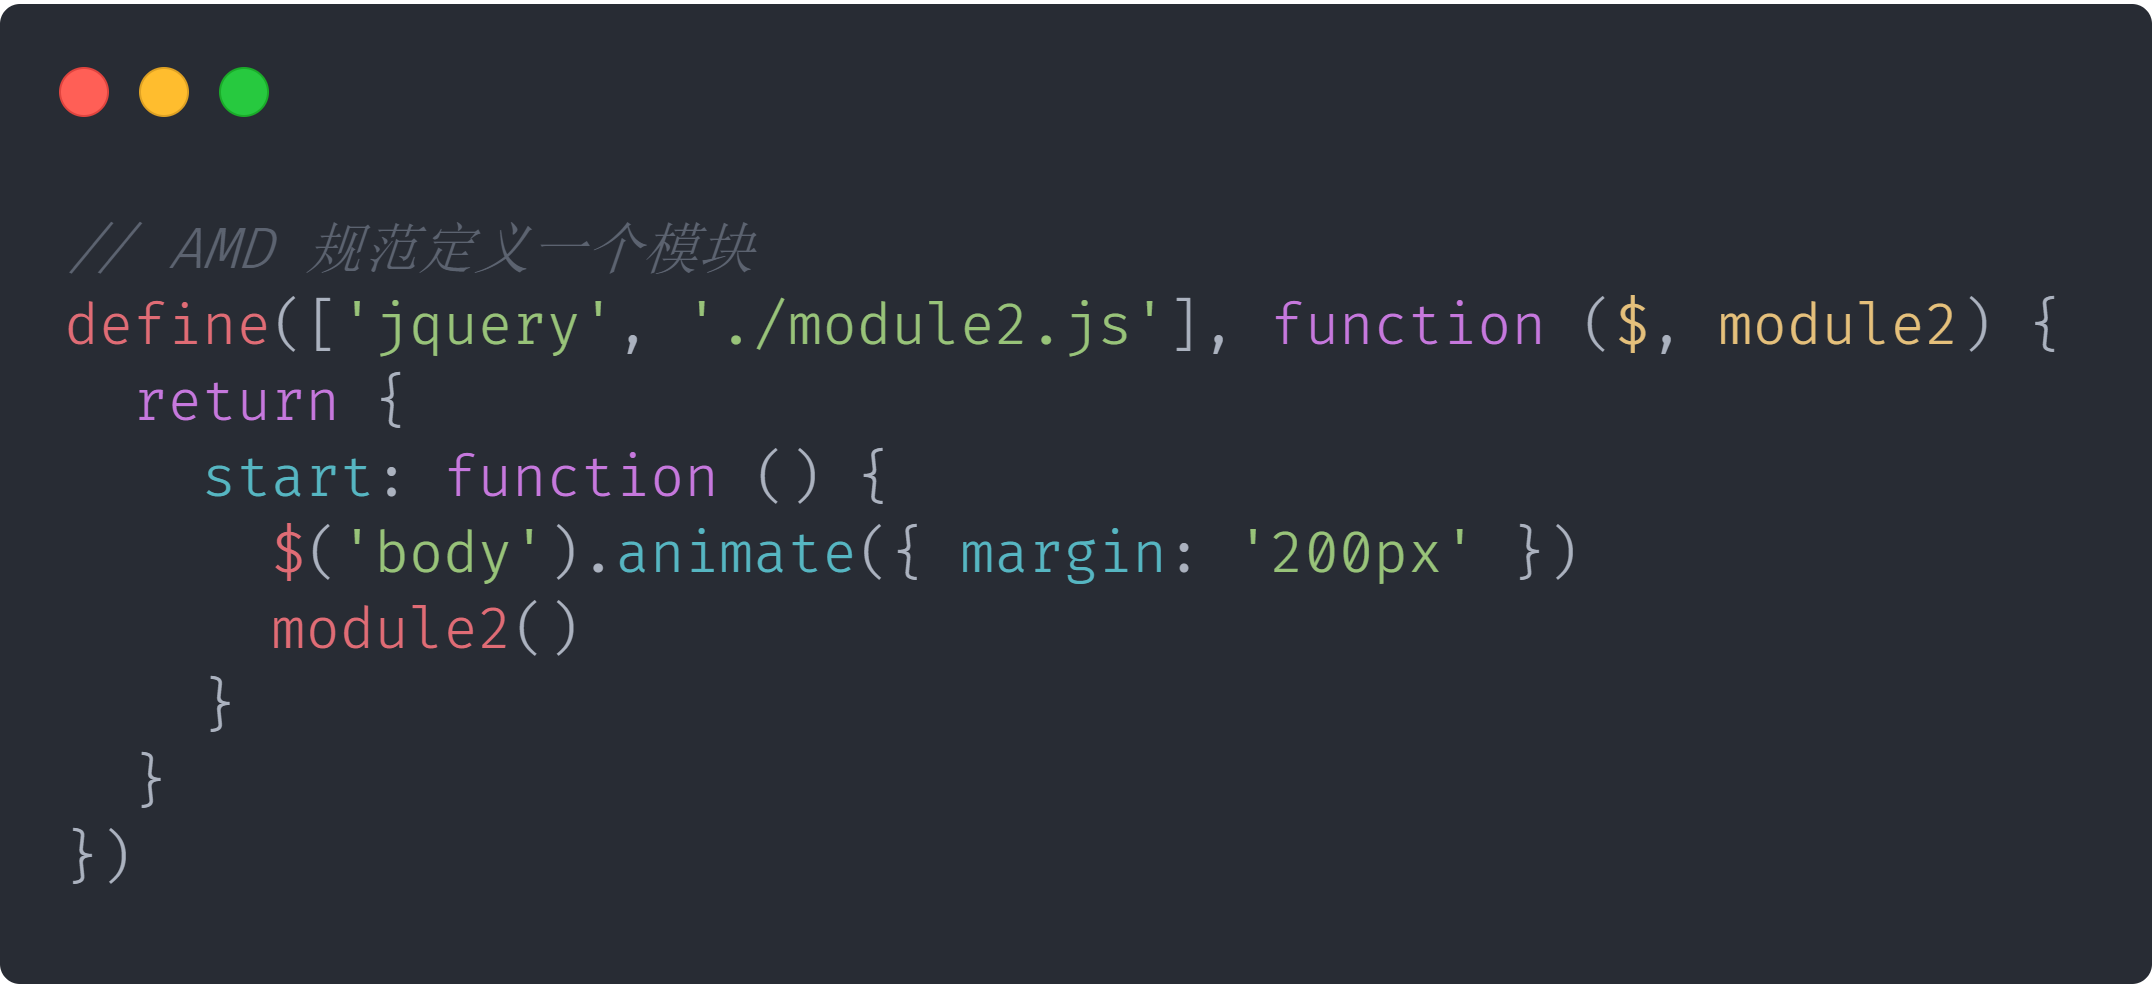 // AMD 规范定义一个模块
define(['jquery', './module2.js'], function ($, module2) {
  return {
    start: function () {
      $('body').animate({ margin: '200px' })
      module2()
    }
  }
})